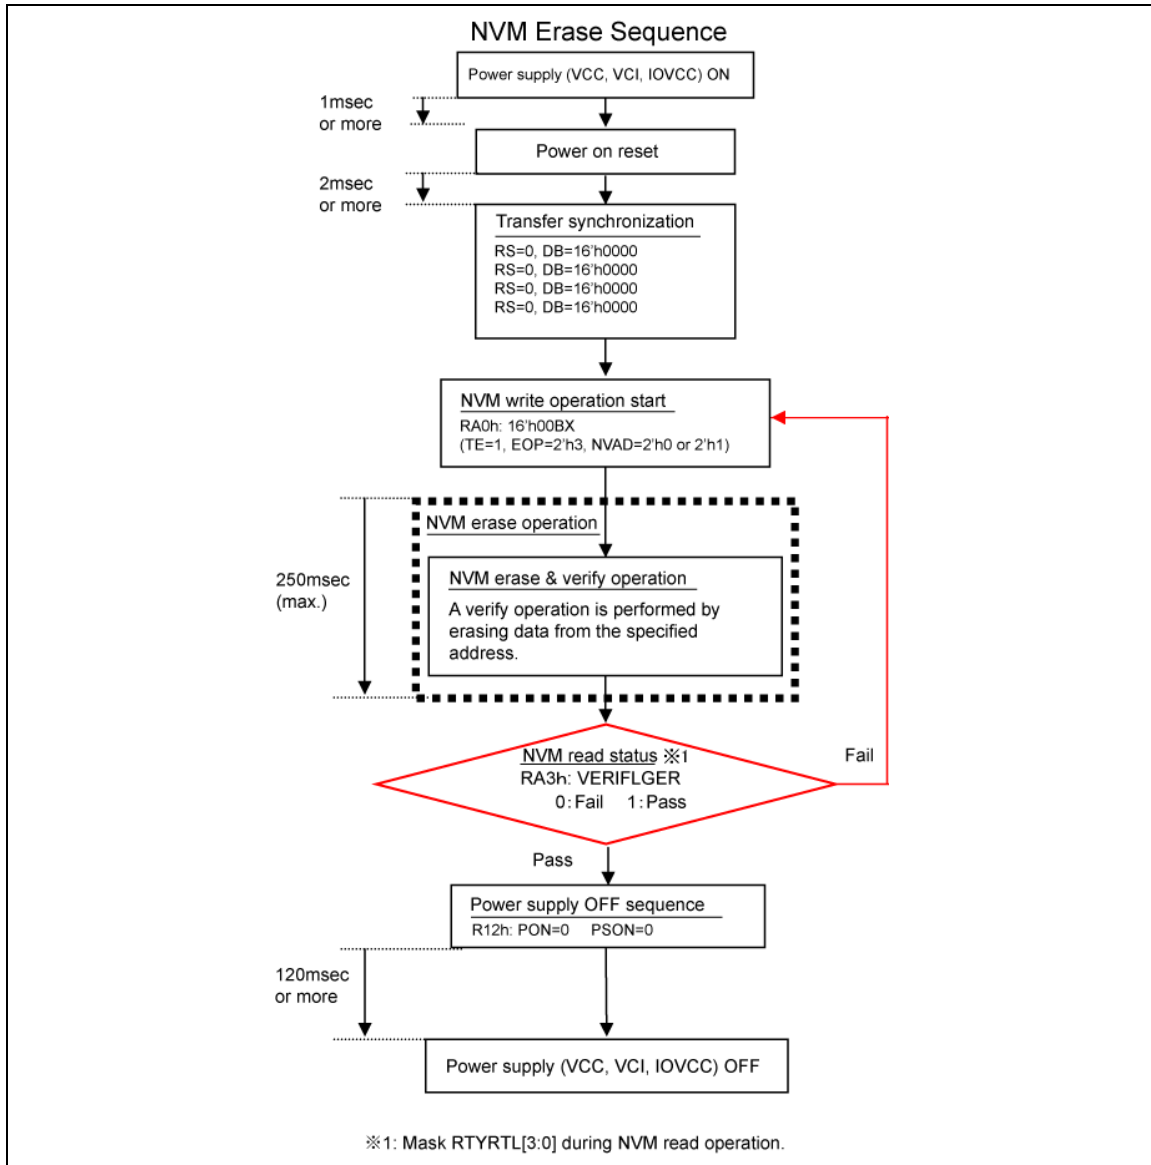 NVM Erase Sequence
Power supply (VCC, VCI, IOVCC) ON
1msec
or more
Power on reset
2msec
or more
Transfer synchronization
RS=0, DB=16'h0000
RS=0, DB=16'h0000
RS=0, DB=16'h0000
RS=0, DB=16'h0000
NVM write operation start
RA0h: 16'h00BX
(TE=1, EOP=2'h3, NVAD=2'h0 or 2'h1)
NVM erase operation
250msec
(max.)
NVM erase & verify operation
A verify operation is performed by
erasing data from the specified
address.
NVM read status ※1
RA3h: VERIFLGER
0:Fail 1:Pass
Fail
Pass
Power supply OFF sequence
R12h: PON=0 PSON=0
120msec
or more
Power supply (VCC, VCI, IOVCC) OFF
※1: Mask RTYRTL[3:0] during NVM read operation.